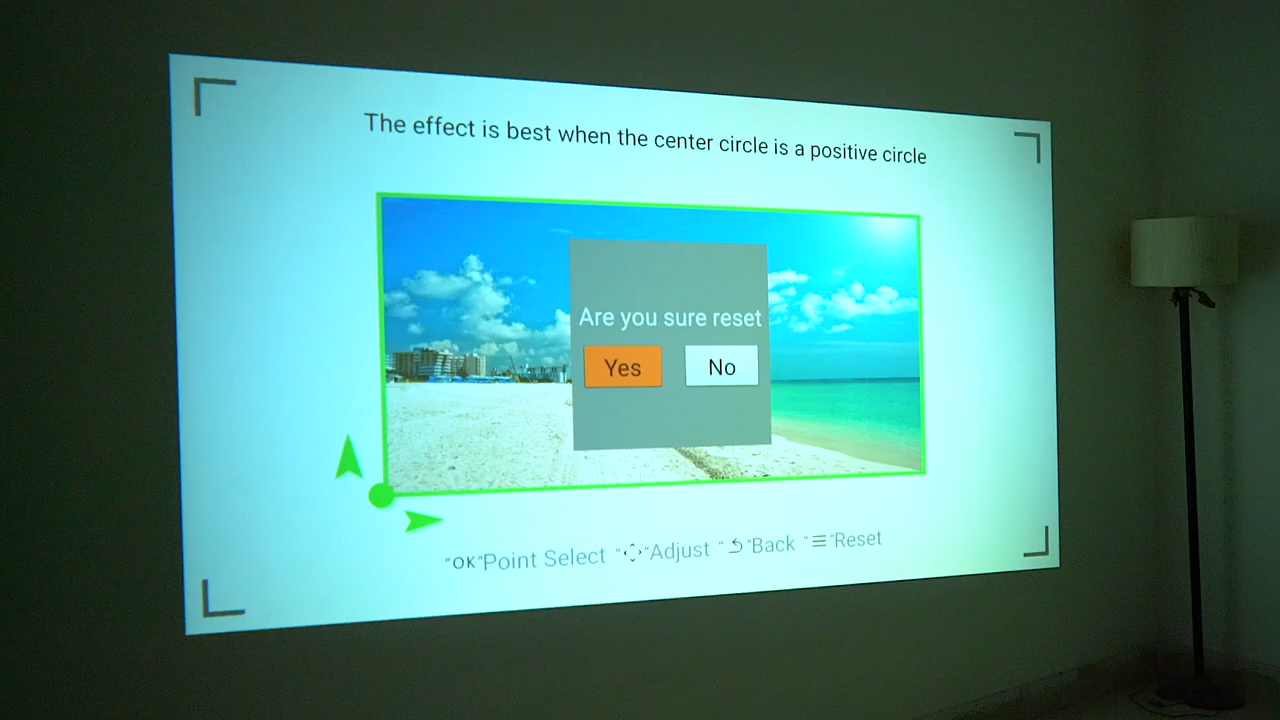 The effect is best when the center circle is a positive circle
Are you sure reset
Yes No
"OK"Point Select " "Adjust " "Back "☰"Reset